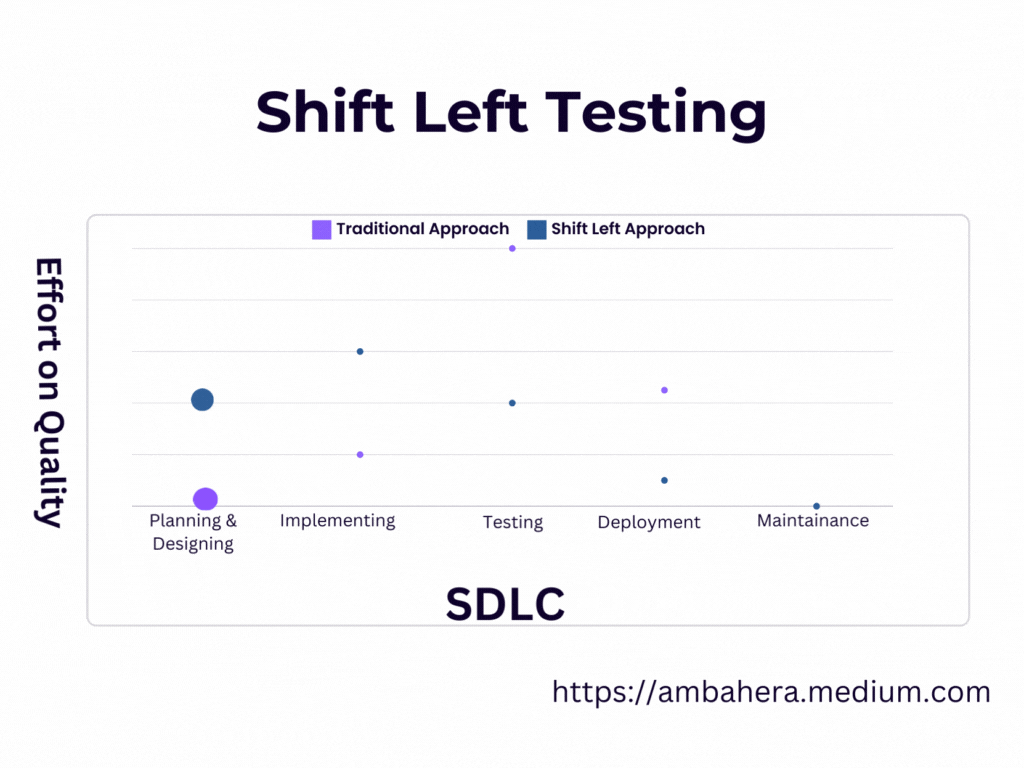 Shift Left Testing
Traditional Approach
Shift Left Approach
Effort on Quality
Planning &
Designing
Implementing
Testing
Deployment
Maintainance
SDLC
https://ambahera.medium.com